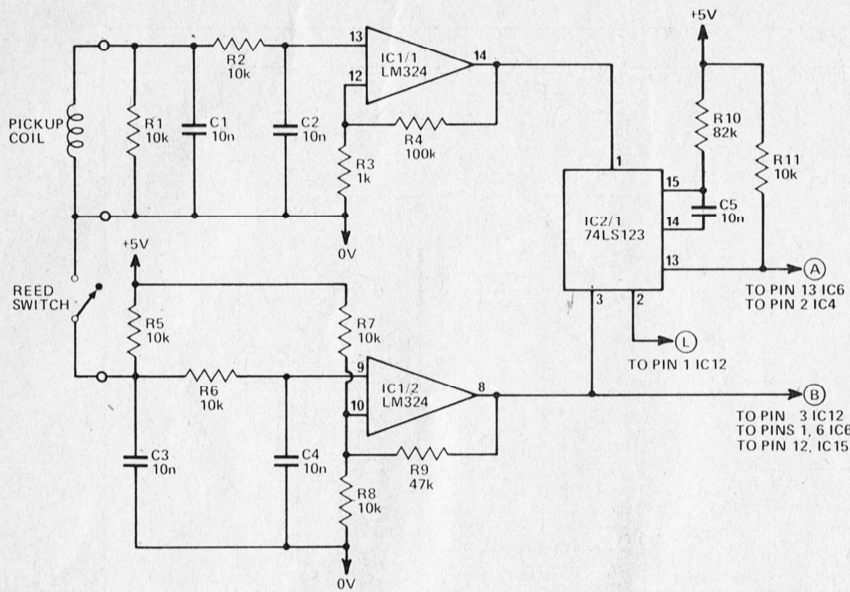 +5V
13
14
R2
10k
IC1/1
LM324
12
PICKUP
COIL
R1
10k
C1
10n
C2
10n
R4
100k
R3
1k
0V
R10
82k
R11
10k
1
15
C5
10n
14
IC2/1
74LS123
13
A
TO PIN 13 IC6
TO PIN 2 IC4
3
2
L
TO PIN 1 IC12
+5V
REED
SWITCH
R5
10k
R7
10k
9
R6
10k
IC1/2
LM324
8
10
B
TO PIN 3 IC12
TO PINS 1, 6 IC6
TO PIN 12, IC15
C3
10n
C4
10n
R9
47k
R8
10k
0V